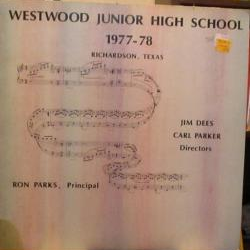 WESTWOOD JUNIOR HIGH SCHOOL
1977-78
RICHARDSON, TEXAS
JIM DEES
CARL PARKER
Directors
RON PARKS, Principal